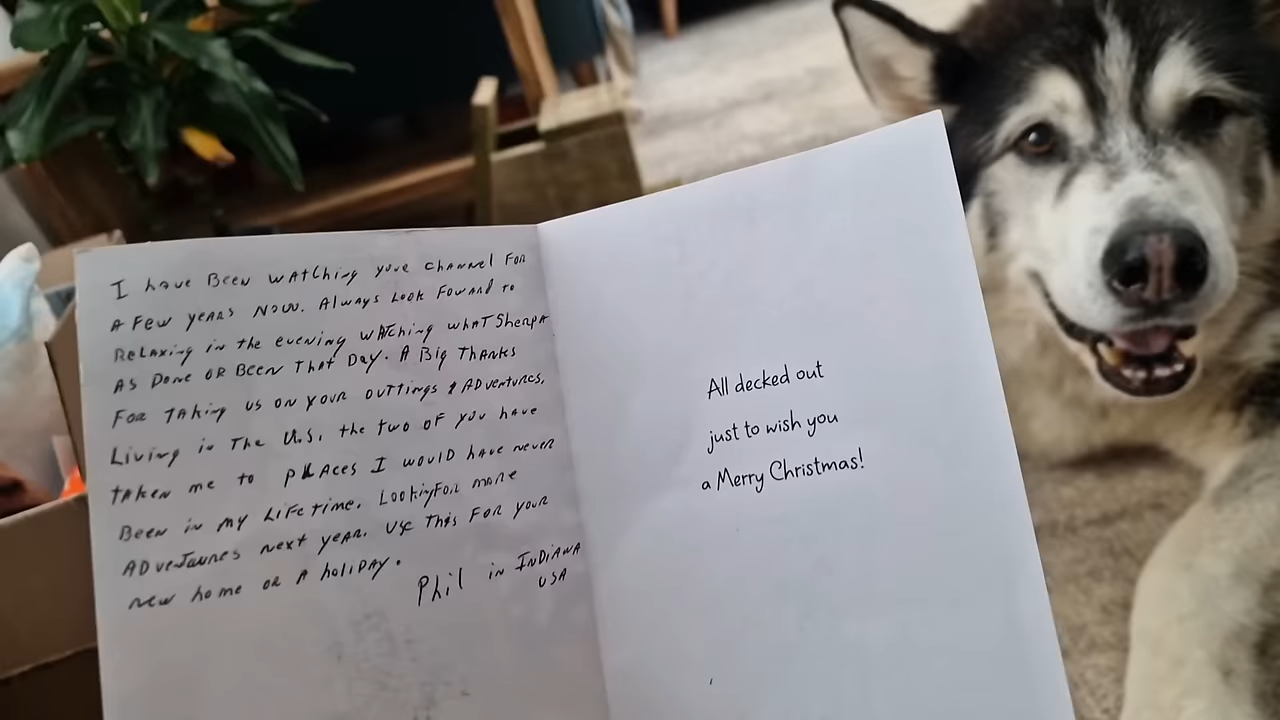 I have Been watching your channel For
A Few years Now. Always Look Foward to
Relaxing in the evening watching what Sherpa
As Done or Been That Day. A Big Thanks
For taking us on your outtings & Adventures.
Living in The U.S, the two of you have
taken me to places I would have never
Been in my Life time. Looking For more
Adventaures next year. Use This For your
new home or a holiday.
Phil in Indiana
USA
All decked out
just to wish you
a Merry Christmas!